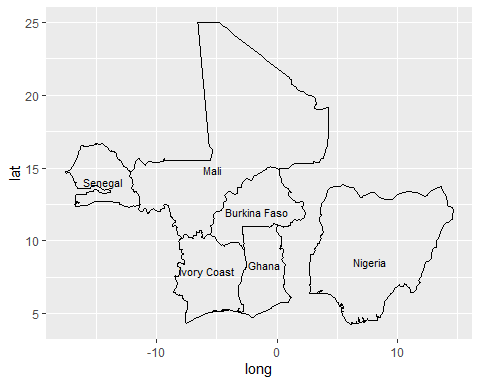 25
20
15
10
5
lat
Mali
Senegal
Burkina Faso
Ivory Coast
Ghana
Nigeria
-10
0
10
long